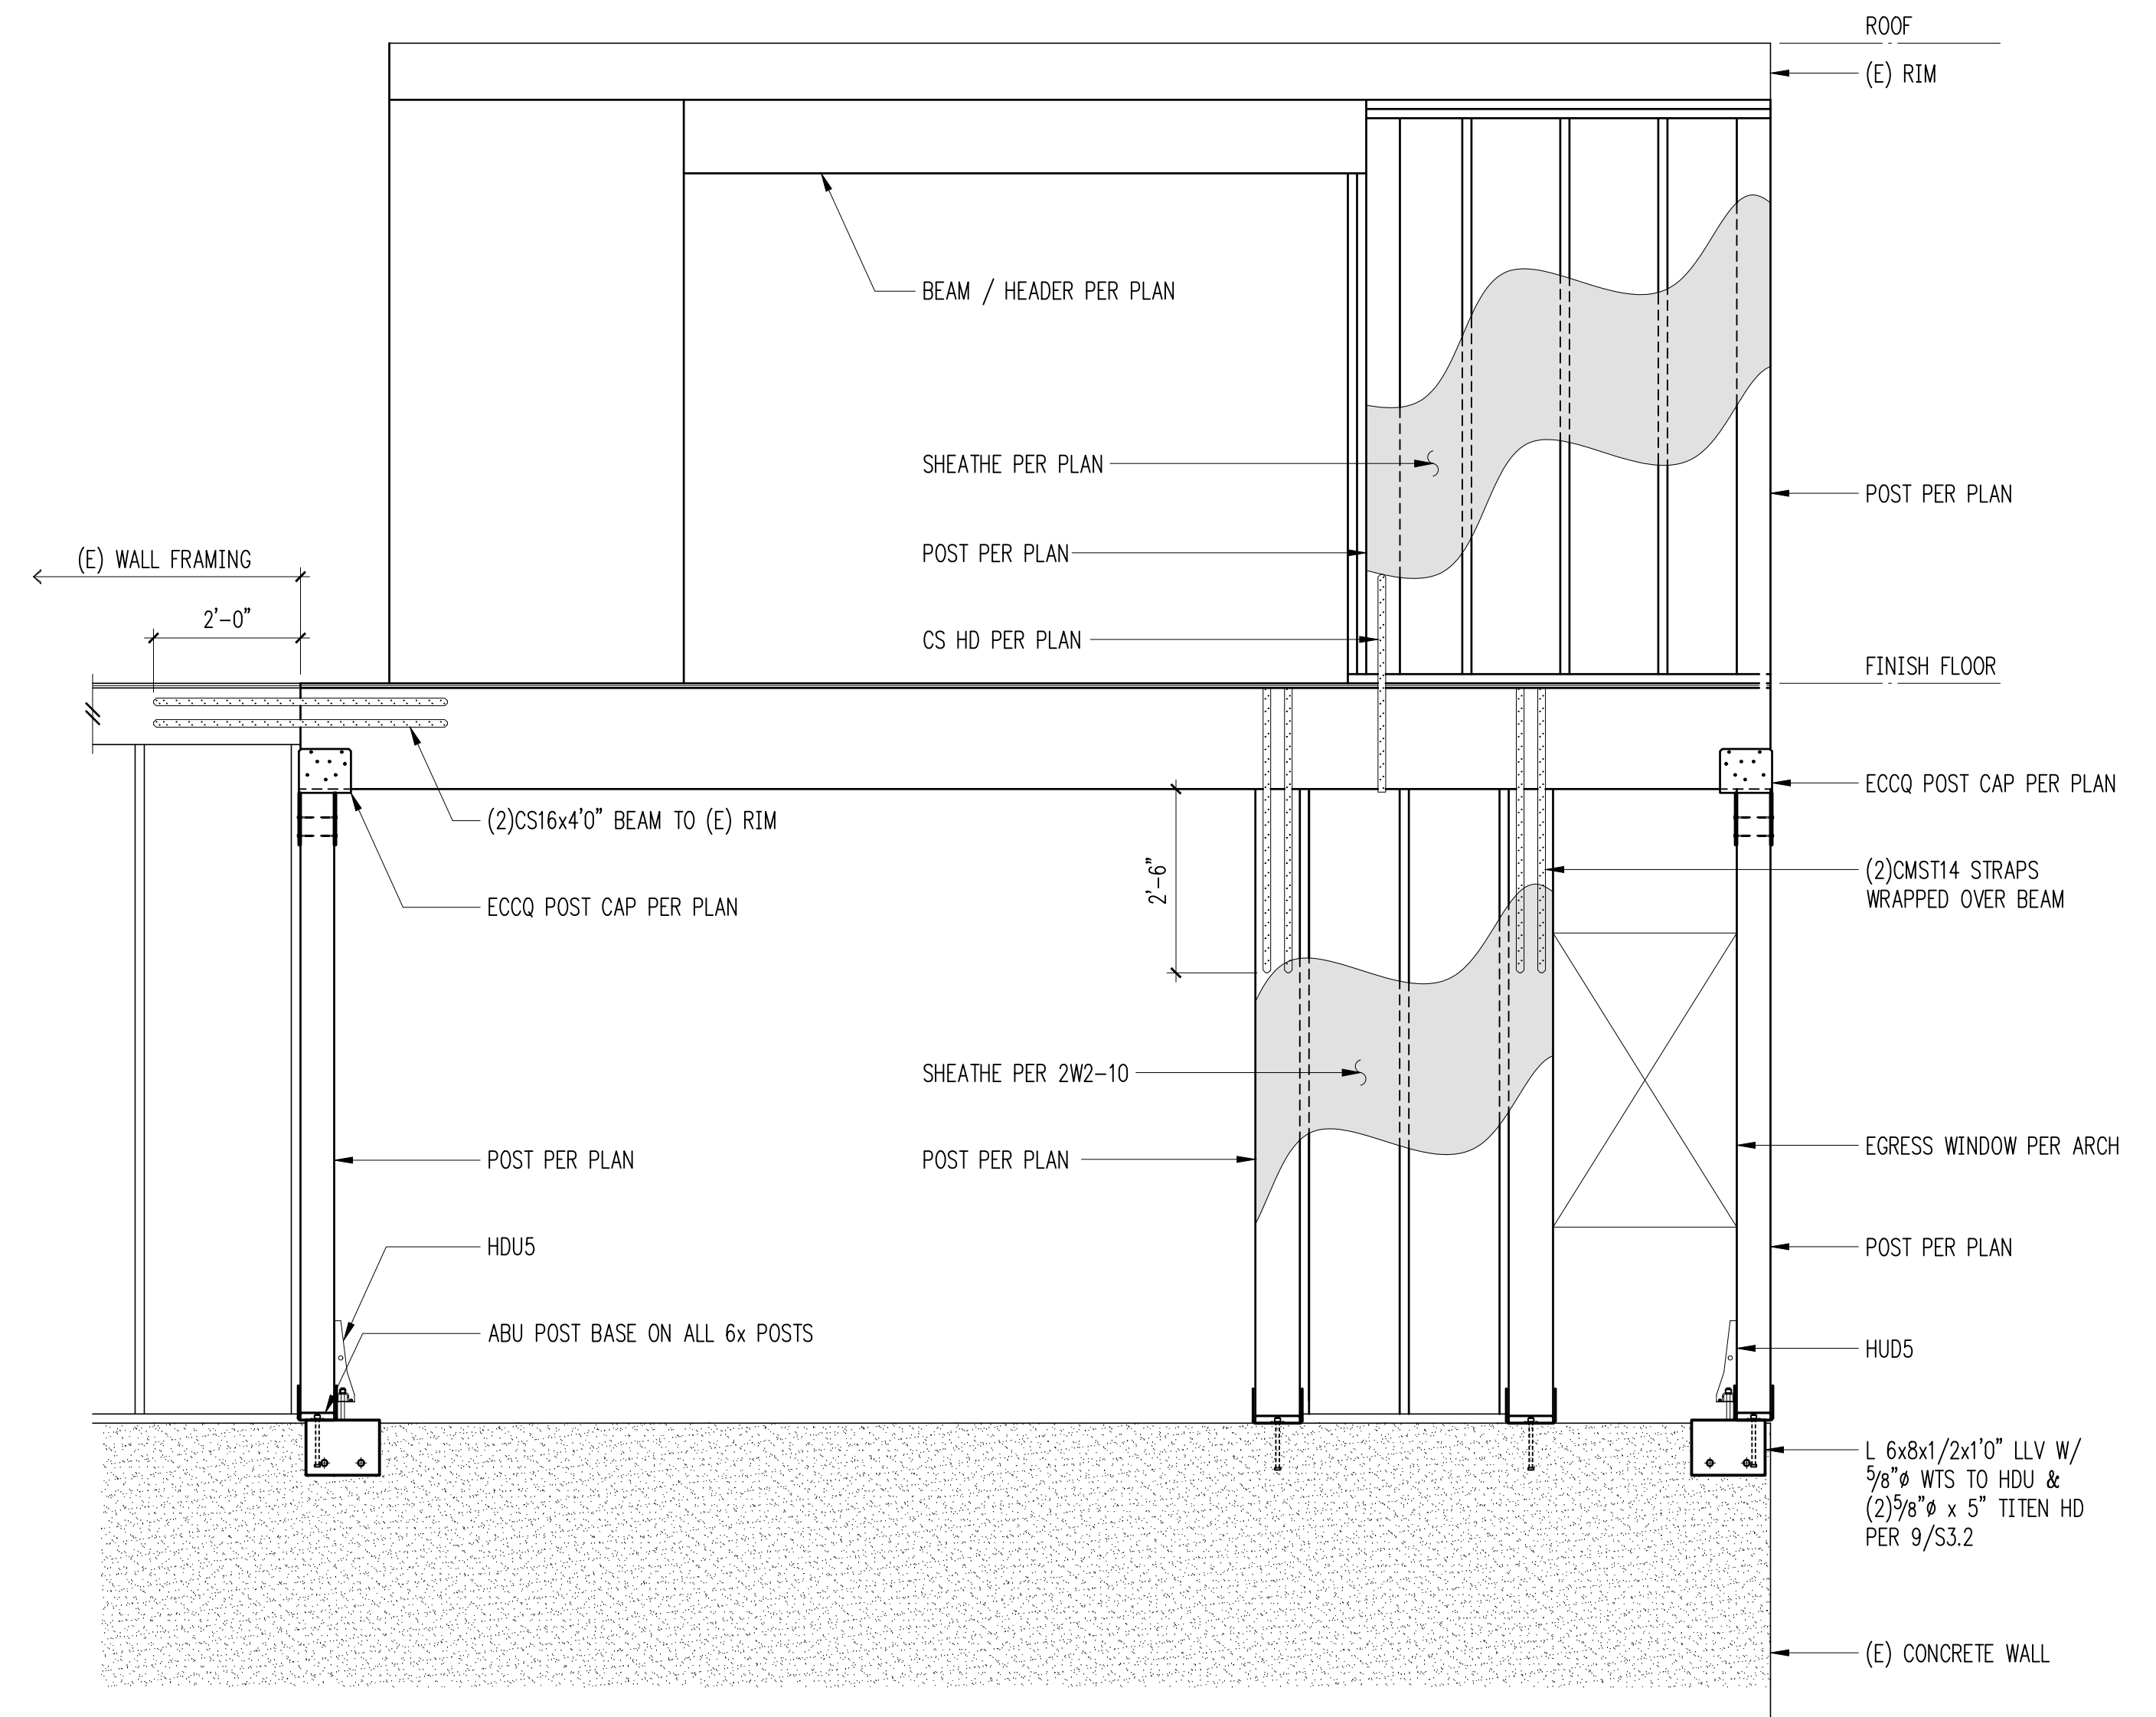 ROOF
(E) RIM
BEAM / HEADER PER PLAN
SHEATHE PER PLAN
POST PER PLAN
POST PER PLAN
(E) WALL FRAMING
2'-0"
CS HD PER PLAN
FINISH FLOOR
ECCQ POST CAP PER PLAN
(2)CS16x4'0" BEAM TO (E) RIM
2'-6"
(2)CMST14 STRAPS
WRAPPED OVER BEAM
ECCQ POST CAP PER PLAN
SHEATHE PER 2W2-10
EGRESS WINDOW PER ARCH
POST PER PLAN
POST PER PLAN
HDU5
POST PER PLAN
ABU POST BASE ON ALL 6x POSTS
HUD5
L 6x8x1/2x1'0" LLV W/
5/8"ø WTS TO HDU &
(2)5/8"ø x 5" TITEN HD
PER 9/S3.2
(E) CONCRETE WALL